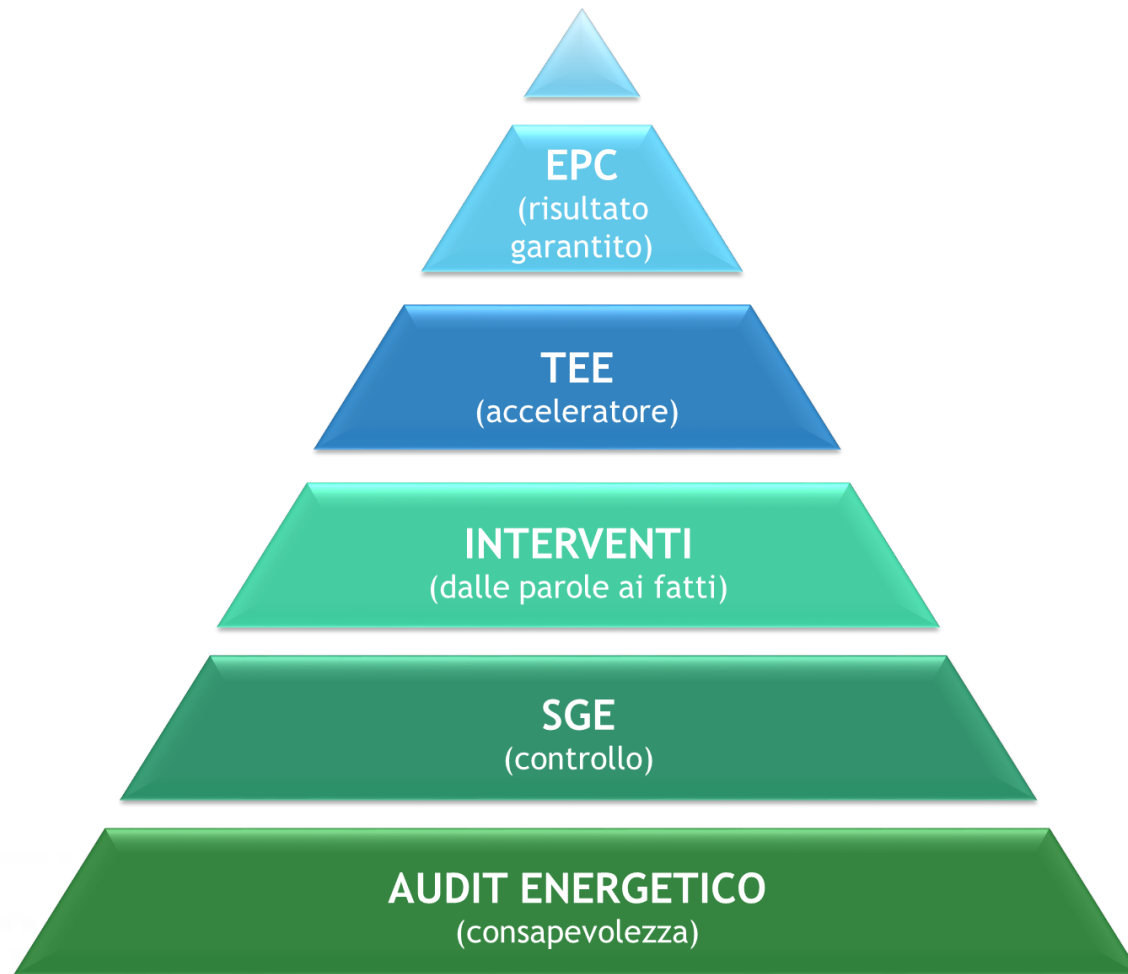 EPC
(risultato
garantito)
TEE
(acceleratore)
INTERVENTI
(dalle parole ai fatti)
SGE
(controllo)
AUDIT ENERGETICO
(consapevolezza)